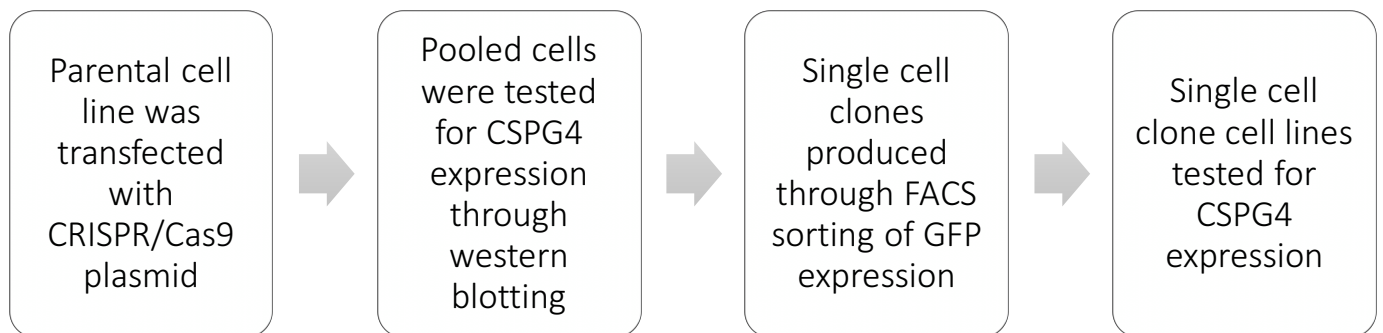 Parental cell
line was
transfected
with
CRISPR/Cas9
plasmid
Pooled cells
were tested
for CSPG4
expression
through
western
blotting
Single cell
clones
produced
through FACS
sorting of GFP
expression
Single cell
clone cell lines
tested for
CSPG4
expression